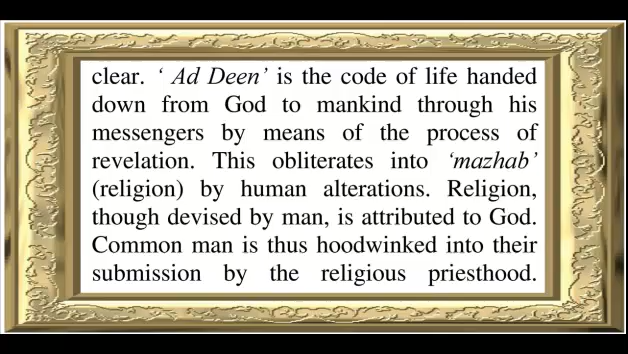 clear. ‘ Ad Deen’ is the code of life handed
down from God to mankind through his
messengers by means of the process of
revelation. This obliterates into ‘mazhab’
(religion) by human alterations. Religion,
though devised by man, is attributed to God.
Common man is thus hoodwinked into their
submission by the religious priesthood.